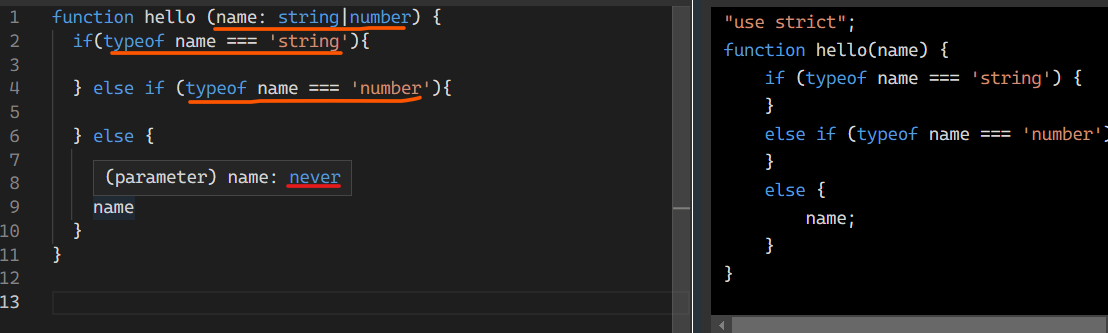 1 function hello (name: string|number) {
2 if(typeof name === 'string'){
3
4 } else if (typeof name === 'number'){
5
6 } else {
7
8 (parameter) name: never
9 name
10 }
11 }
12
13
"use strict";
function hello(name) {
if (typeof name === 'string') {
}
else if (typeof name === 'number')
}
else {
name;
}
}